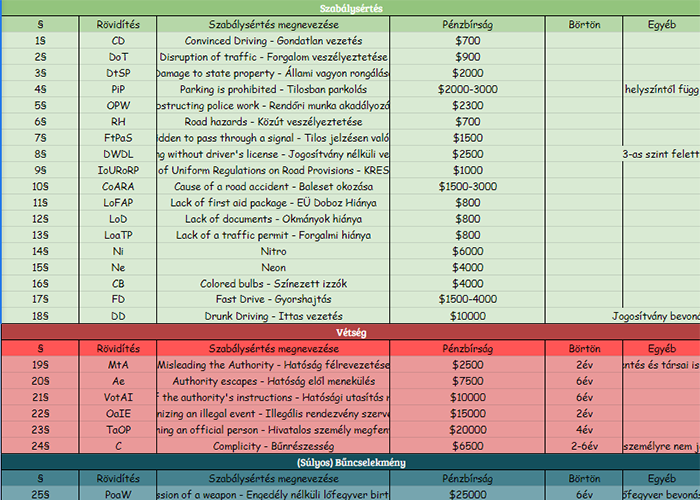 Szabálysértés
§ Rövidítés Szabálysértés megnevezése Pénzbírság Börtön Egyéb
1§ CD Convinced Driving - Gondatlan vezetés $700
2§ DoT Disruption of traffic - Forgalom veszélyeztetése $900
3§ DtSP Damage to state property - Állami vagyon rongálás $2000
4§ PiP Parking is prohibited - Tilosban parkolás $2000-3000 helyszíntől függ
5§ OPW structing police work - Rendőri munka akadályozá $2300
6§ RH Road hazards - Közút veszélyeztetése $700
7§ FtPaS dden to pass through a signal - Tilos jelzésen való $1500
8§ DWDL g without driver's license - Jogosítvány nélküli ve $2500 3-as szint felett
9§ IoURoRP of Uniform Regulations on Road Provisions - KRES $1000
10§ CoARA Cause of a road accident - Baleset okozása $1500-3000
11§ LoFAP Lack of first aid package - EÜ Doboz Hiánya $800
12§ LoD Lack of documents - Okmányok hiánya $800
13§ LoaTP Lack of a traffic permit - Forgalmi hiánya $800
14§ Ni Nitro $6000
15§ Ne Neon $4000
16§ CB Colored bulbs - Színezett izzók $4000
17§ FD Fast Drive - Gyorshajtás $1500-4000
18§ DD Drunk Driving - Ittas vezetés $10000 Jogosítvány bevoná
Vétség
§ Rövidítés Szabálysértés megnevezése Pénzbírság Börtön Egyéb
19§ MtA Misleading the Authority - Hatóság félrevezetése $2500 2év ntés és társai is
20§ Ae Authority escapes - Hatóság elől menekülés $7500 6év
21§ VotAI f the authority's instructions - Hatósági utasítás r $10000 6év
22§ OaIE nizing an illegal event - Illegális rendezvény szerve $15000 2év
23§ TaOP ning an official person - Hivatalos személy megfen $20000 4év
24§ C Complicity - Bűnrészesség $6500 2-6év személyre nem j
(Súlyos) Bűncselekmény
§ Rövidítés Szabálysértés megnevezése Pénzbírság Börtön Egyéb
25§ PoaW ssion of a weapon - Engedély nélküli lőfegyver birt $25000 6év őfegyver bevoná